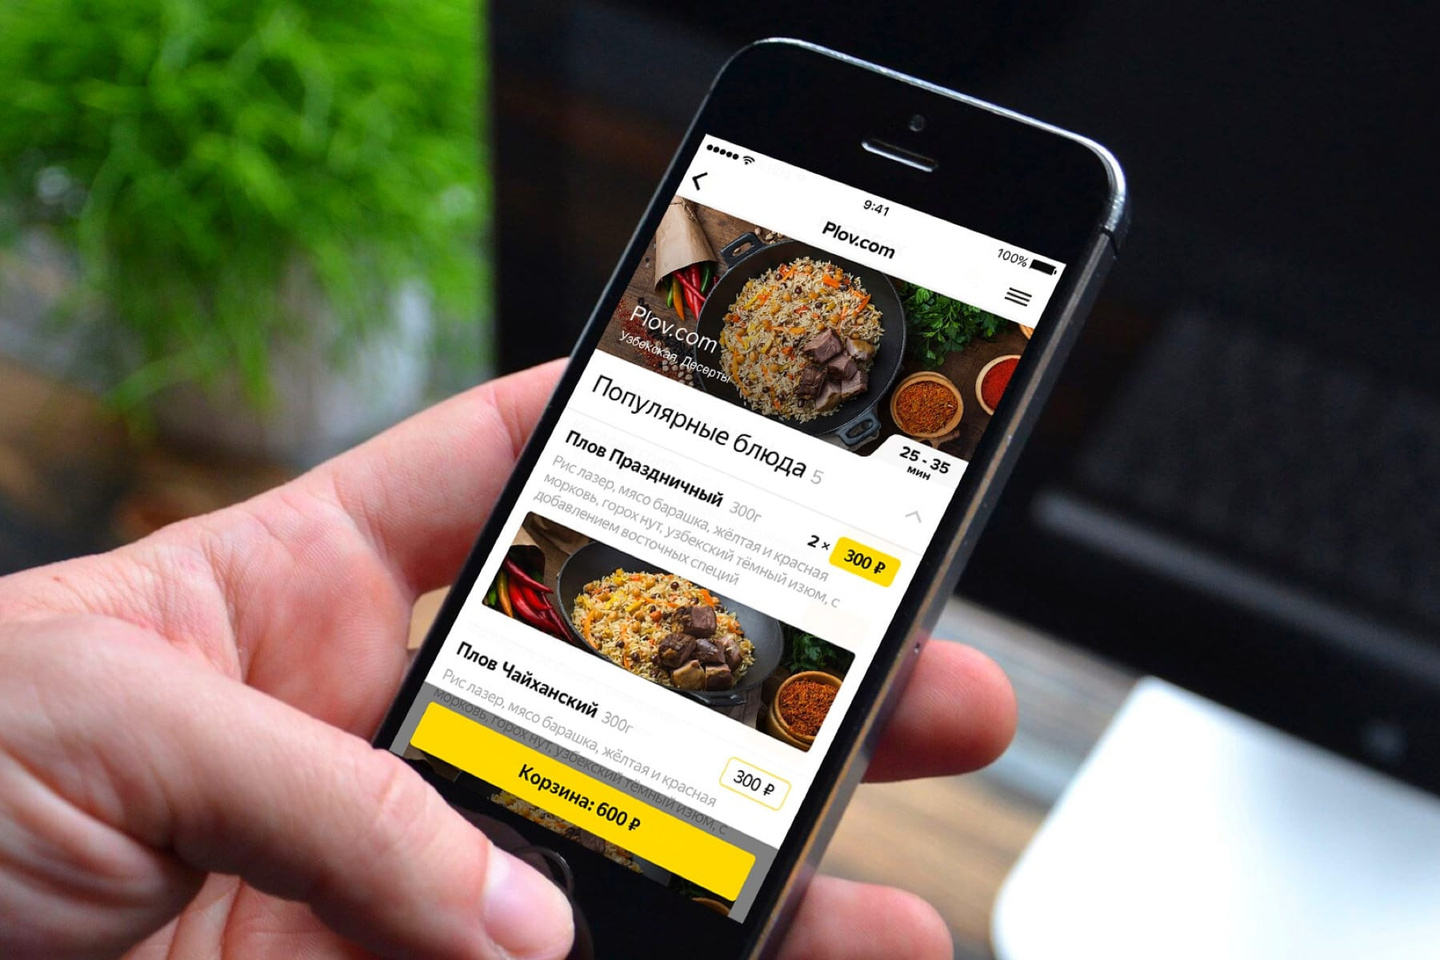 9:41
100%
Plov.com
Plov.com
Узбекская, Десерты
25 - 35
мин
Популярные блюда 5
Плов Праздничный 300г
Рис лазер, мясо барашка, жёлтая и красная
морковь, горох нут, узбекский тёмный изюм, с
добавлением восточных специй
2 × 300 ₽
Плов Чайханский 300г
Рис лазер, мясо барашка, жёлтая и красная
морковь, горох нут, узбекский тёмный изюм, с
300 ₽
Корзина: 600 ₽